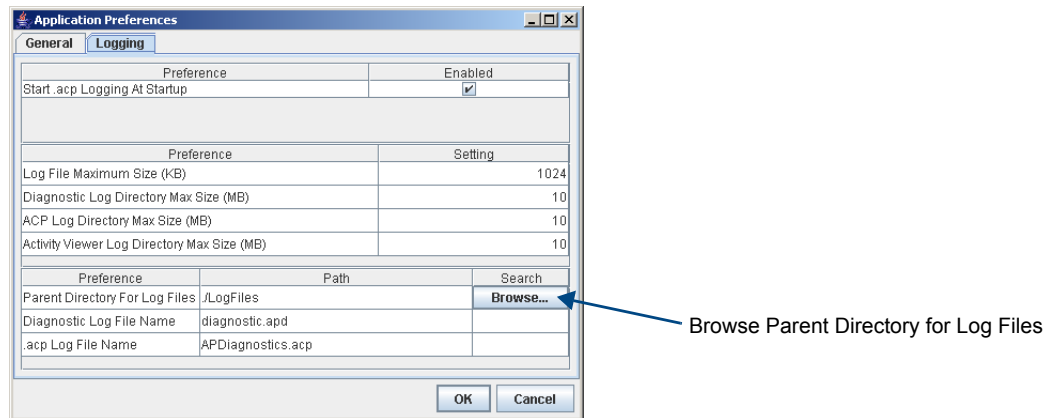 Application Preferences
General Logging
Preference Enabled
Start .acp Logging At Startup
Preference Setting
Log File Maximum Size (KB) 1024
Diagnostic Log Directory Max Size (MB) 10
ACP Log Directory Max Size (MB) 10
Activity Viewer Log Directory Max Size (MB) 10
Preference Path Search
Parent Directory For Log Files ./LogFiles Browse...
Browse Parent Directory for Log Files
Diagnostic Log File Name diagnostic.apd
.acp Log File Name APDiagnostics.acp
OK Cancel